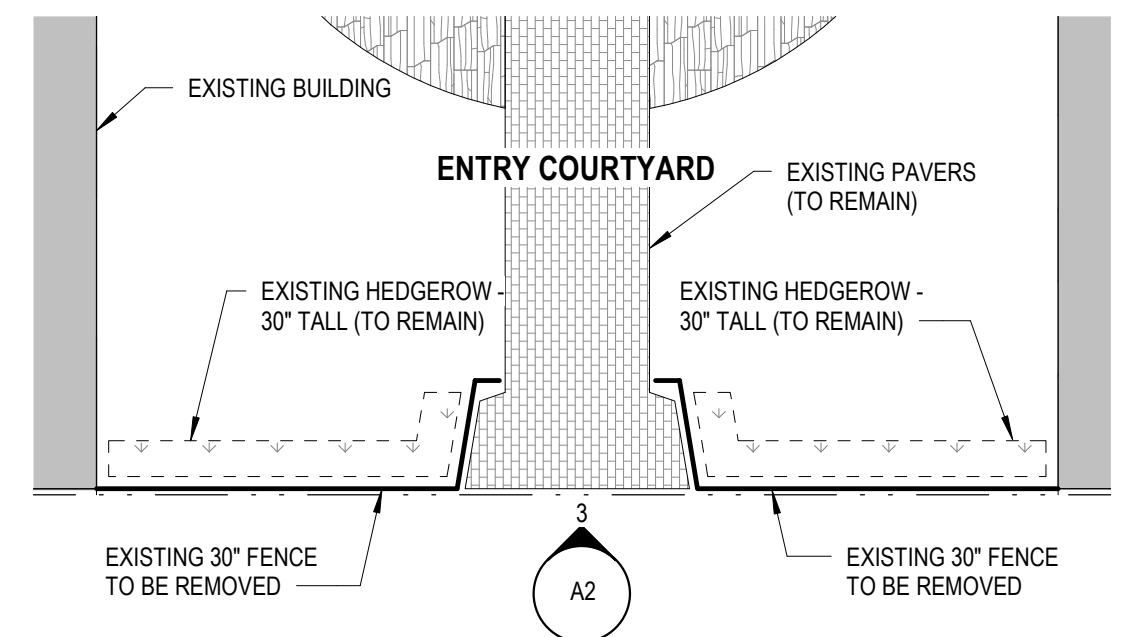 EXISTING BUILDING
ENTRY COURTYARD
EXISTING PAVERS
(TO REMAIN)
EXISTING HEDGEROW -
30" TALL (TO REMAIN)
EXISTING HEDGEROW -
30" TALL (TO REMAIN)
3
A2
EXISTING 30" FENCE
TO BE REMOVED
EXISTING 30" FENCE
TO BE REMOVED